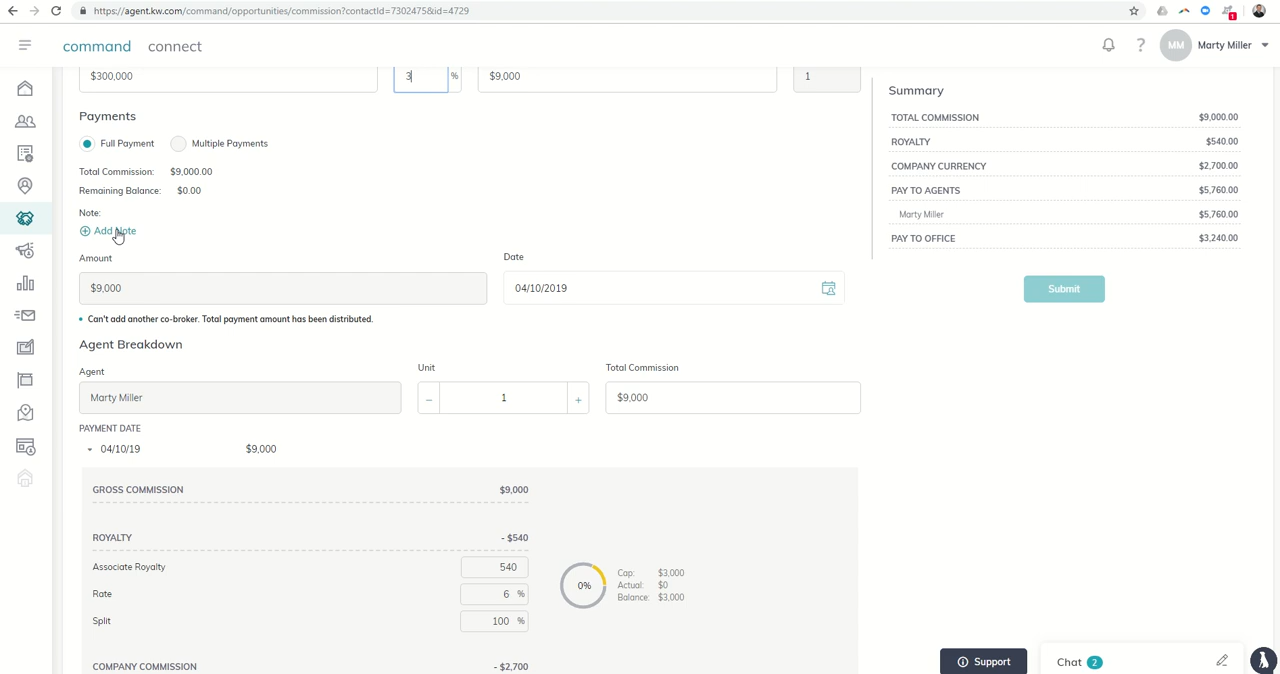 https://agent.kw.com/command/opportunities/commission?contactId=7302475&id=4729
1
command connect
? MM Marty Miller
$300,000 3 % $9,000 1
Payments
Full Payment Multiple Payments
Total Commission: $9,000.00
Remaining Balance: $0.00
Note:
Add Note
Amount Date
$9,000 04/10/2019
Can't add another co-broker. Total payment amount has been distributed.
Agent Breakdown
Agent Unit Total Commission
Marty Miller – 1 + $9,000
PAYMENT DATE
04/10/19 $9,000
GROSS COMMISSION $9,000
ROYALTY - $540
Associate Royalty 540
Rate 6 %
Split 100 %
0%
Cap: $3,000
Actual: $0
Balance: $3,000
COMPANY COMMISSION - $2,700
Summary
TOTAL COMMISSION $9,000.00
ROYALTY $540.00
COMPANY CURRENCY $2,700.00
PAY TO AGENTS $5,760.00
Marty Miller $5,760.00
PAY TO OFFICE $3,240.00
Submit
Support
Chat 2